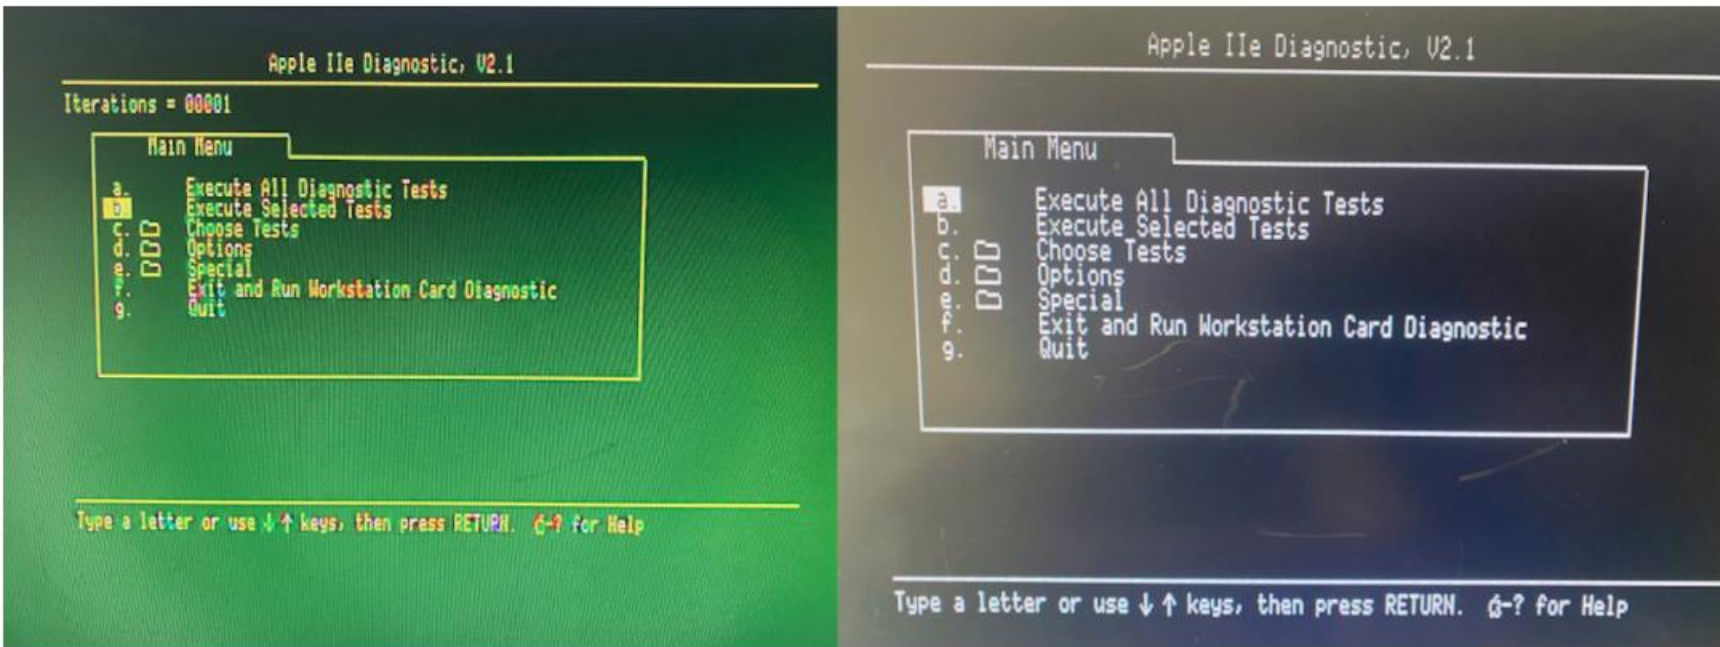 Apple IIe Diagnostic, V2.1
Iterations = 00001
Main Menu
a. Execute All Diagnostic Tests
b. Execute Selected Tests
c. Choose Tests
d. Options
e. Special
f. Exit and Run Workstation Card Diagnostic
g. Quit
Type a letter or use ↓ ↑ keys, then press RETURN. -? for Help
Apple IIe Diagnostic, V2.1
Main Menu
a. Execute All Diagnostic Tests
b. Execute Selected Tests
c. Choose Tests
d. Options
e. Special
f. Exit and Run Workstation Card Diagnostic
g. Quit
Type a letter or use ↓ ↑ keys, then press RETURN. -? for Help